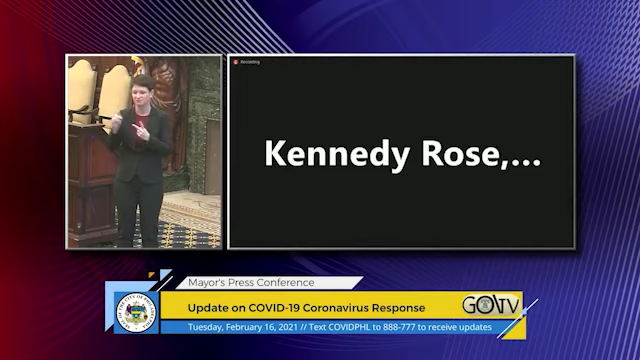 Recording
Kennedy Rose,...
Mayor's Press Conference
Update on COVID-19 Coronavirus Response
GOVTV
Tuesday, February 16, 2021 // Text COVIDPHL to 888-777 to receive updates